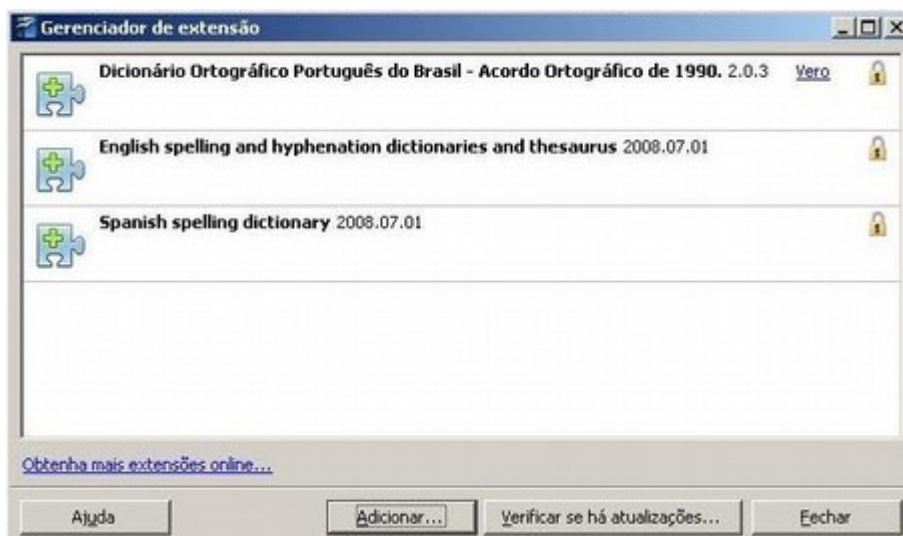 Gerenciador de extensão
Dicionário Ortográfico Português do Brasil - Acordo Ortográfico de 1990. 2.0.3 Vero
English spelling and hyphenation dictionaries and thesaurus 2008.07.01
Spanish spelling dictionary 2008.07.01
Obtenha mais extensões online...
Ajuda Adicionar... Verificar se há atualizações... Fechar